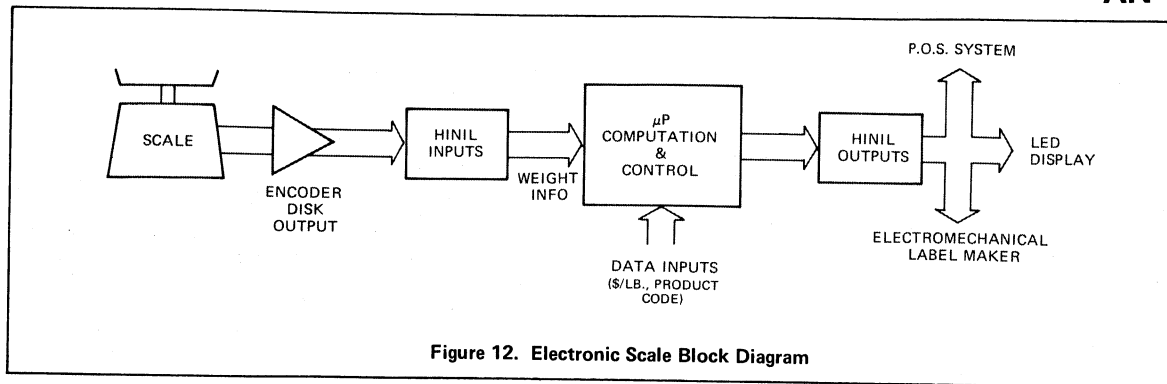 P.O.S. SYSTEM
SCALE
ENCODER
DISK
OUTPUT
HINIL
INPUTS
WEIGHT
INFO
µP
COMPUTATION
&
CONTROL
DATA INPUTS
($/LB., PRODUCT
CODE)
HINIL
OUTPUTS
LED
DISPLAY
ELECTROMECHANICAL
LABEL MAKER
Figure 12. Electronic Scale Block Diagram